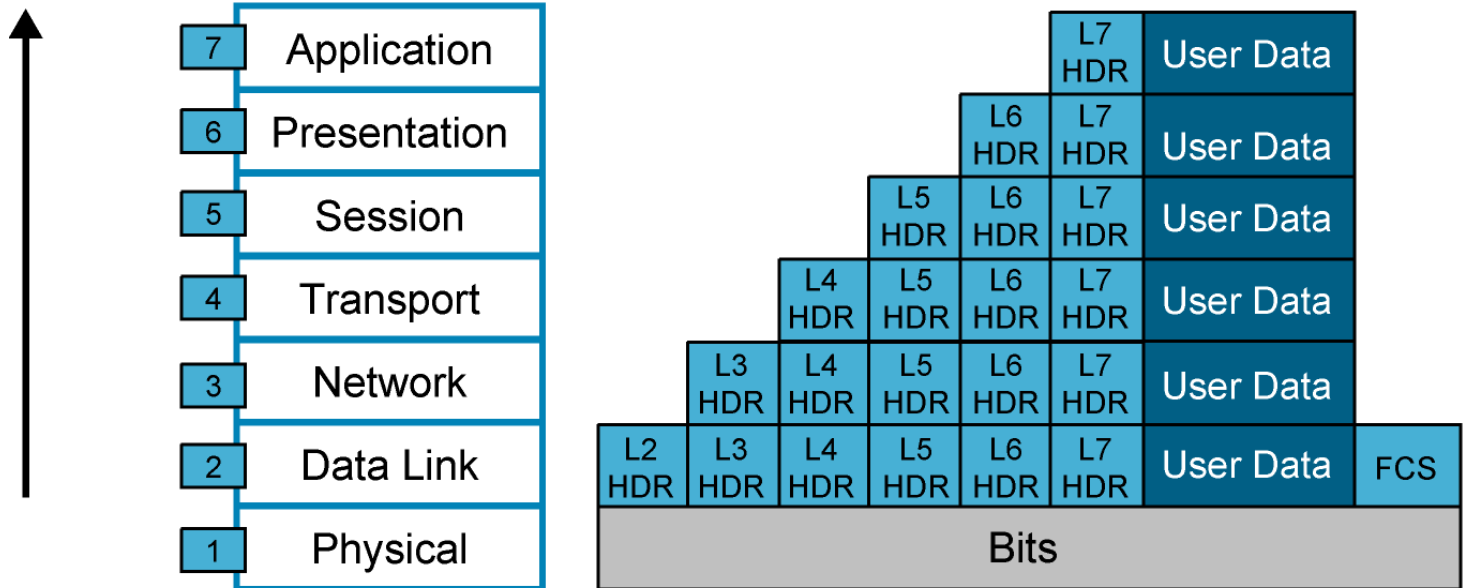 7 Application
L7 HDR User Data
6 Presentation
L6 HDR L7 HDR User Data
5 Session
L5 HDR L6 HDR L7 HDR User Data
4 Transport
L4 HDR L5 HDR L6 HDR L7 HDR User Data
3 Network
L3 HDR L4 HDR L5 HDR L6 HDR L7 HDR User Data
2 Data Link
L2 HDR L3 HDR L4 HDR L5 HDR L6 HDR L7 HDR User Data FCS
1 Physical
Bits